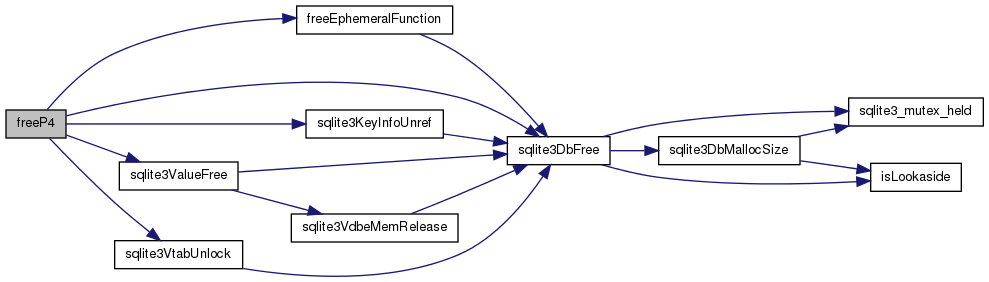 freeP4
freeEphemeralFunction
sqlite3KeyInfoUnref
sqlite3ValueFree
sqlite3VdbeMemRelease
sqlite3VtabUnlock
sqlite3DbFree
sqlite3DbMallocSize
sqlite3_mutex_held
isLookaside